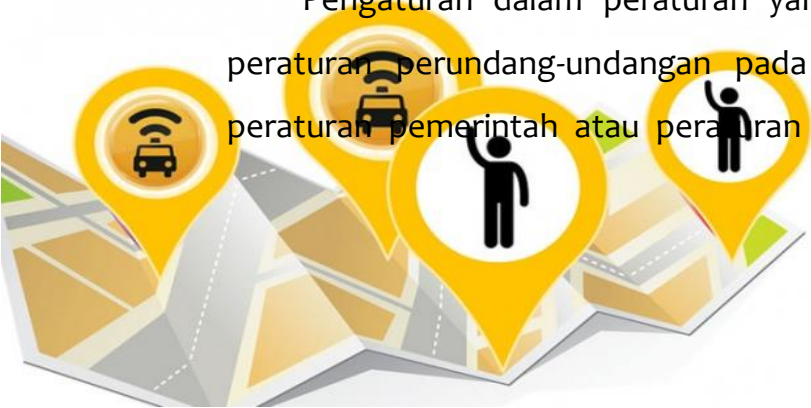 Pengaturan dalam peraturan
peraturan perundang-undangan pada
peraturan pemerintah atau peraturan